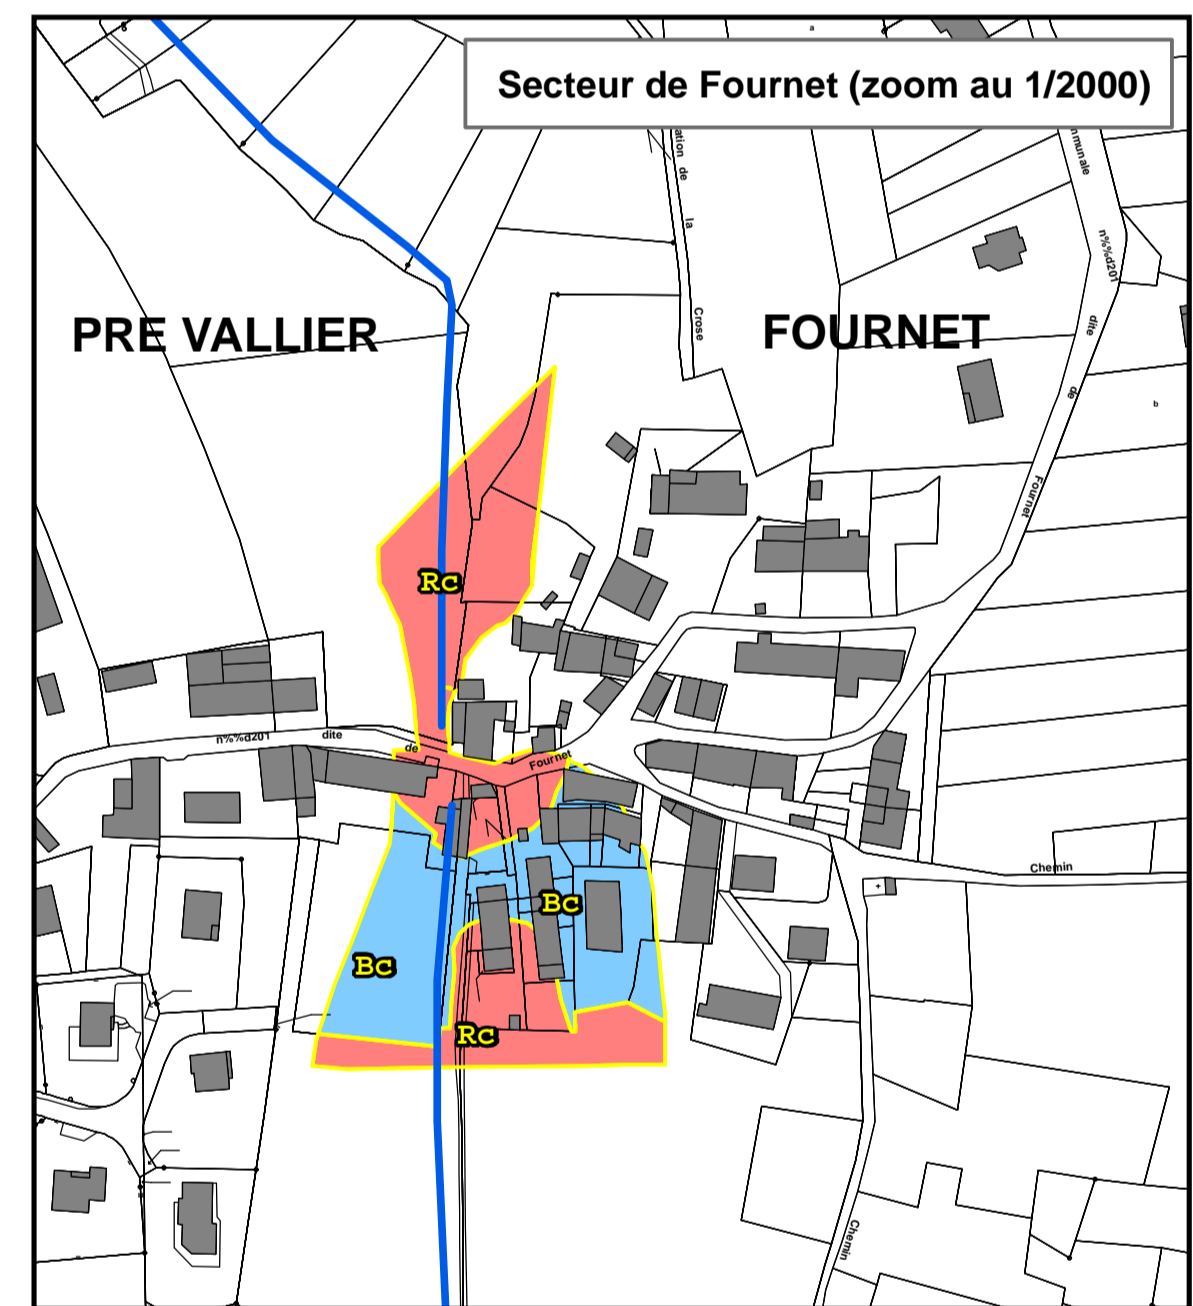 Secteur de Fournet (zoom au 1/2000)
ation de la Crose
mmunale
n%%d201
dite
de
Fournet
PRE VALLIER
FOURNET
b
Rc
n%%d201
dite
de
Fournet
Chemin
Bc
Bc
Rc
Chemin